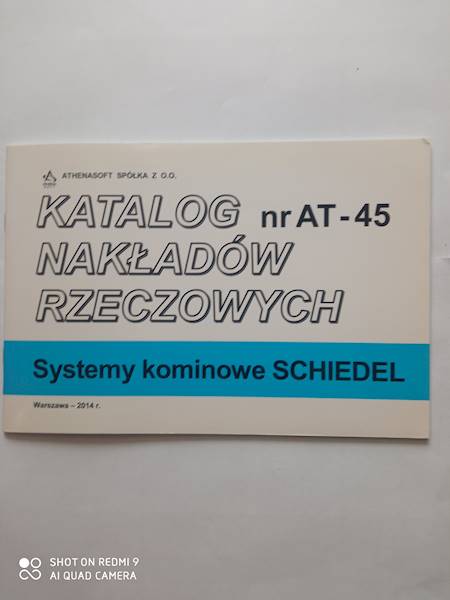 ATHENASOFT SPÓŁKA Z O.O.
KATALOG nr AT - 45
NAKŁADÓW
RZECZOWYCH
Systemy kominowe SCHIEDEL
Warszawa – 2014 r.
SHOT ON REDMI 9
AI QUAD CAMERA